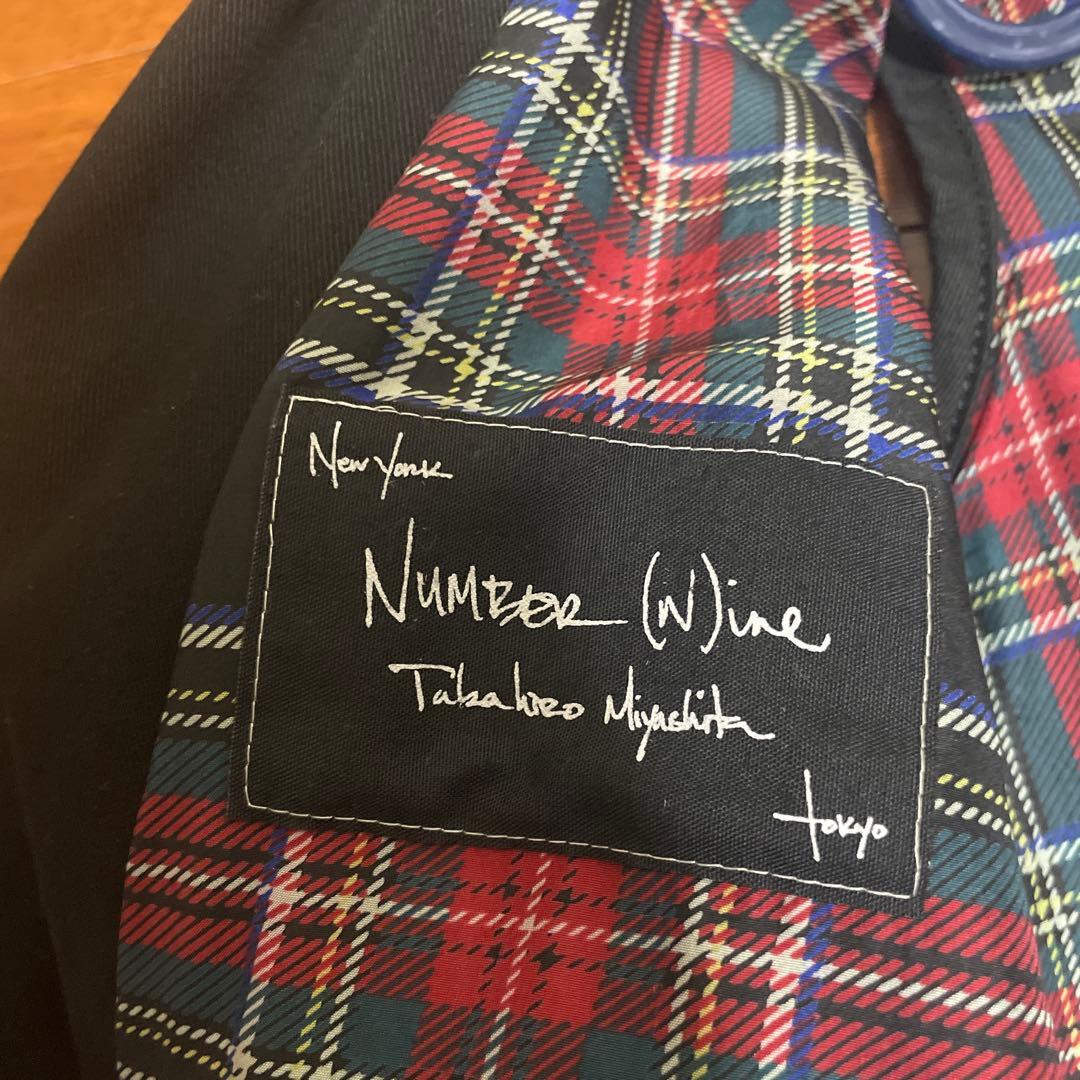 New York
NUMBER (N)ine
Takahiro Miyashita
tokyo